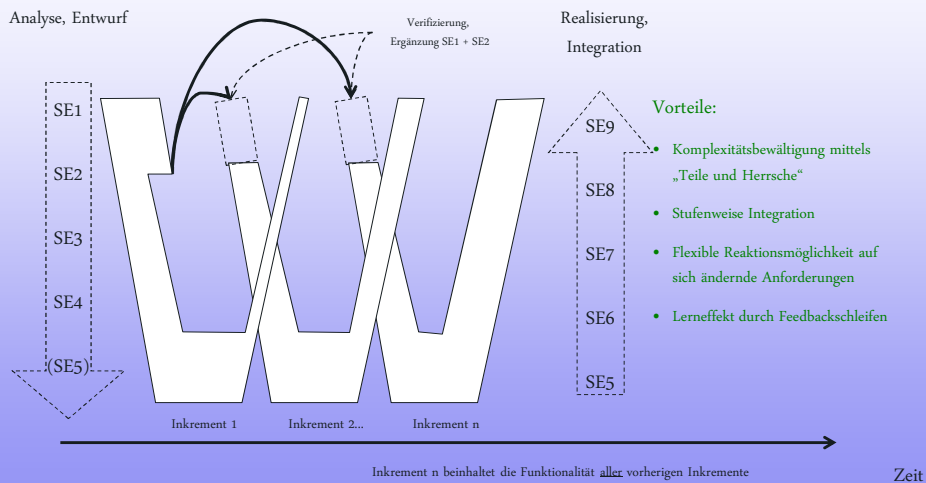 Analyse, Entwurf
Verifizierung,
Ergänzung SE1 + SE2
Realisierung,
Integration
SE1
SE2
SE3
SE4
(SE5)
SE9
SE8
SE7
SE6
SE5
Vorteile:
• Komplexitätsbewältigung mittels
„Teile und Herrsche“
• Stufenweise Integration
• Flexible Reaktionsmöglichkeit auf
sich ändernde Anforderungen
• Lerneffekt durch Feedbackschleifen
Inkrement 1
Inkrement 2...
Inkrement n
Inkrement n beinhaltet die Funktionalität aller vorherigen Inkremente
Zeit